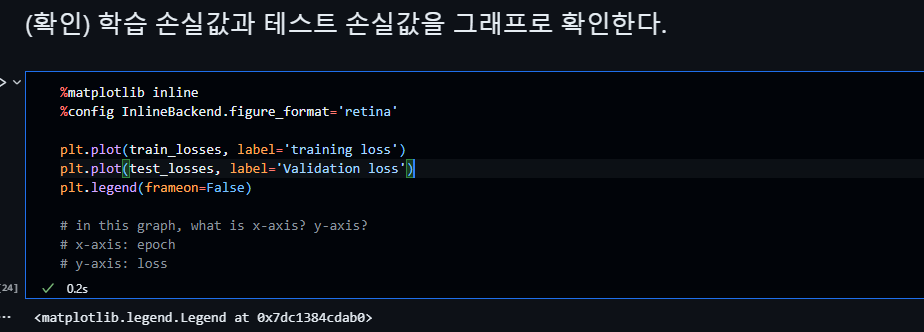 (확인) 학습 손실값과 테스트 손실값을 그래프로 확인한다.
%matplotlib inline
%config InlineBackend.figure_format='retina'
plt.plot(train_losses, label='training loss')
plt.plot(test_losses, label='Validation loss')
plt.legend(frameon=False)
# in this graph, what is x-axis? y-axis?
# x-axis: epoch
# y-axis: loss
[24] 0.2s
<matplotlib.legend.Legend at 0x7dc1384cdab0>